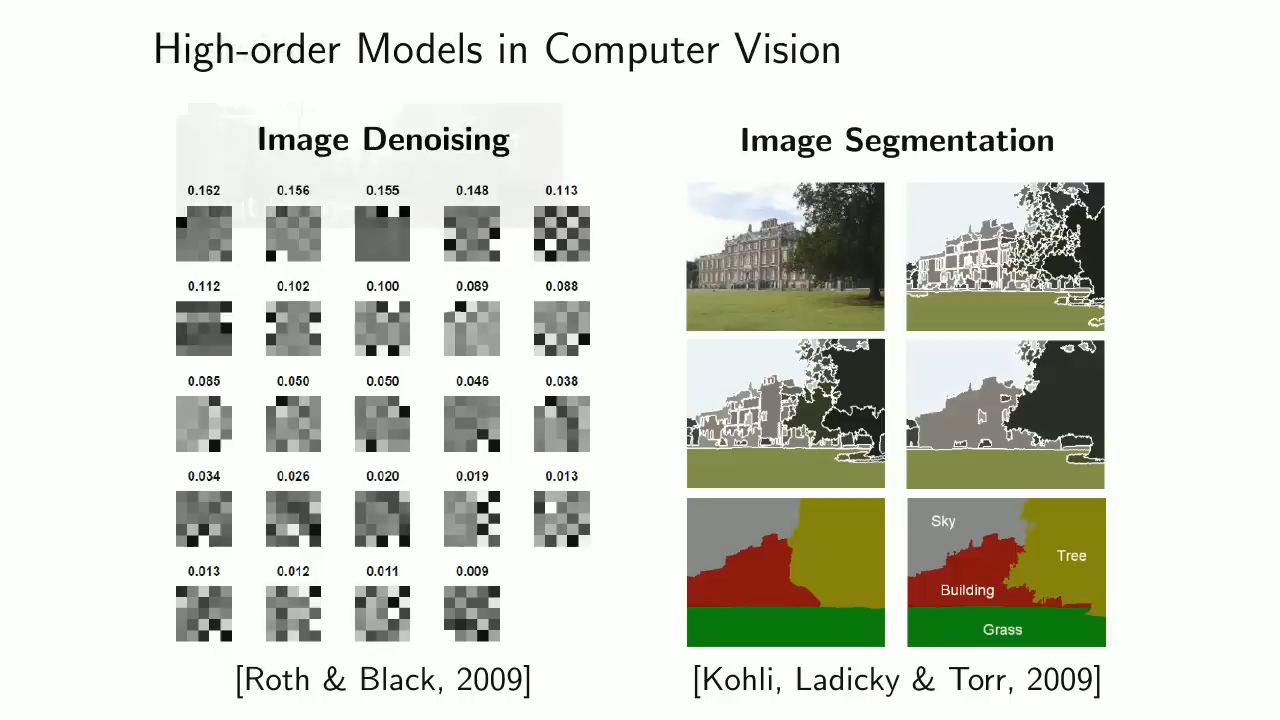 High-order Models in Computer Vision
Image Denoising
0.162 0.156 0.155 0.148 0.113
0.112 0.102 0.100 0.089 0.088
0.085 0.050 0.050 0.046 0.038
0.034 0.026 0.020 0.019 0.013
0.013 0.012 0.011 0.009
[Roth & Black, 2009]
Image Segmentation
Sky
Tree
Building
Grass
[Kohli, Ladicky & Torr, 2009]